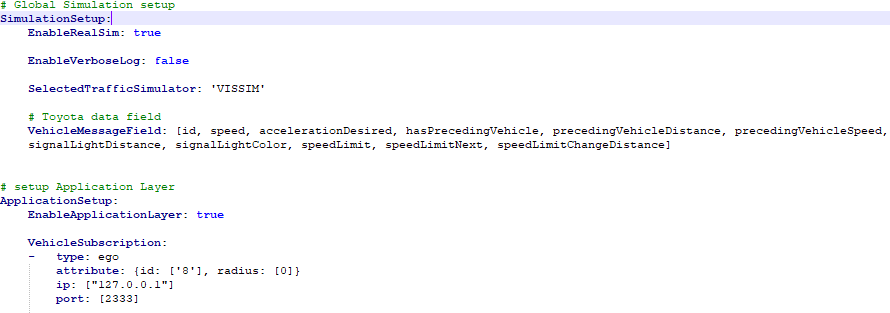 # Global Simulation setup
SimulationSetup:
    EnableRealSim: true

    EnableVerboseLog: false

    SelectedTrafficSimulator: 'VISSIM'

    # Toyota data field
    VehicleMessageField: [id, speed, accelerationDesired, hasPrecedingVehicle, precedingVehicleDistance, precedingVehicleSpeed,
    signalLightDistance, signalLightColor, speedLimit, speedLimitNext, speedLimitChangeDistance]


# setup Application Layer
ApplicationSetup:
    EnableApplicationLayer: true

    VehicleSubscription:
    -   type: ego
        attribute: {id: ['8'], radius: [0]}
        ip: ["127.0.0.1"]
        port: [2333]